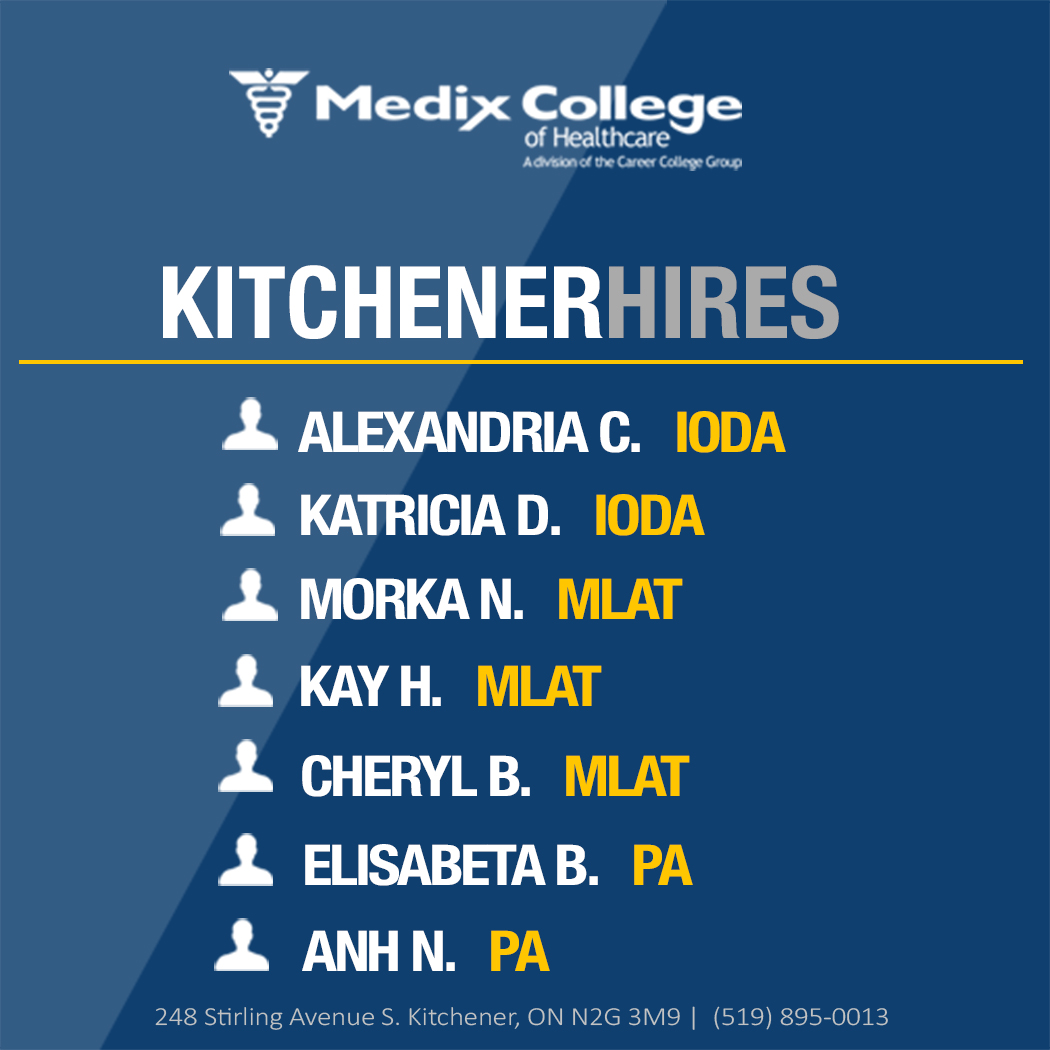 Medix College
of Healthcare
A division of the Career College Group
KITCHENERHIRES
ALEXANDRIA C. IODA
KATRICIA D. IODA
MORKA N. MLAT
KAY H. MLAT
CHERYL B. MLAT
ELISABETA B. PA
ANH N. PA
248 Stirling Avenue S. Kitchener, ON N2G 3M9 | (519) 895-0013